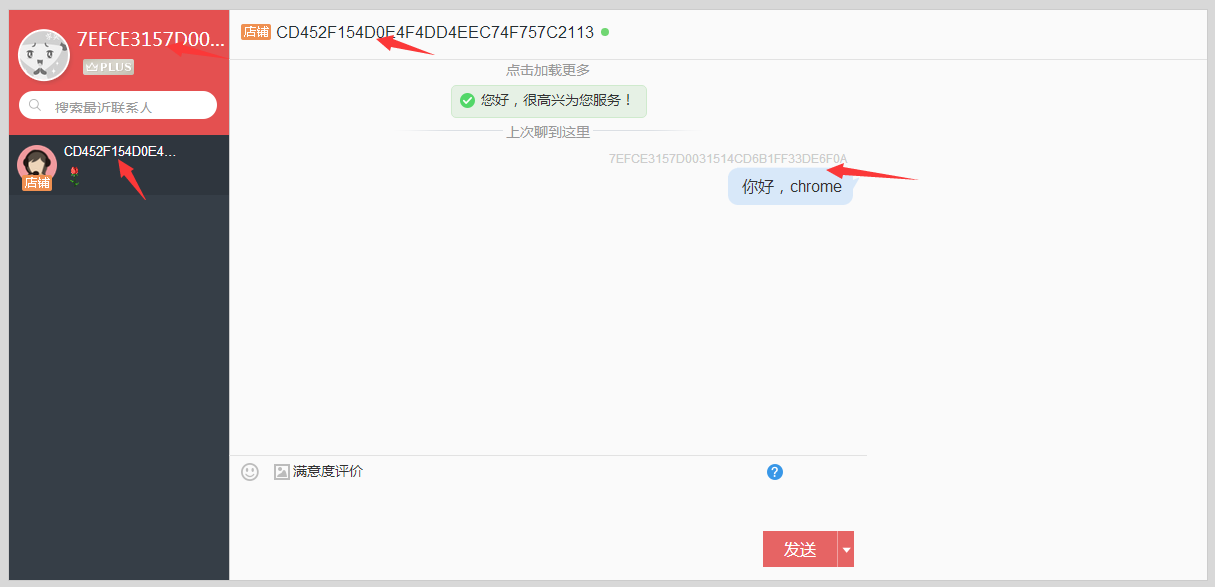 7EFCE3157D00...
PLUS
搜索最近联系人
CD452F154D0E4...
店铺
店铺 CD452F154D0E4F4DD4EEC74F757C2113
点击加载更多
您好，很高兴为您服务！
上次聊到这里
7EFCE3157D0031514CD6B1FF33DE6F0A
你好，chrome
满意度评价
?
发送